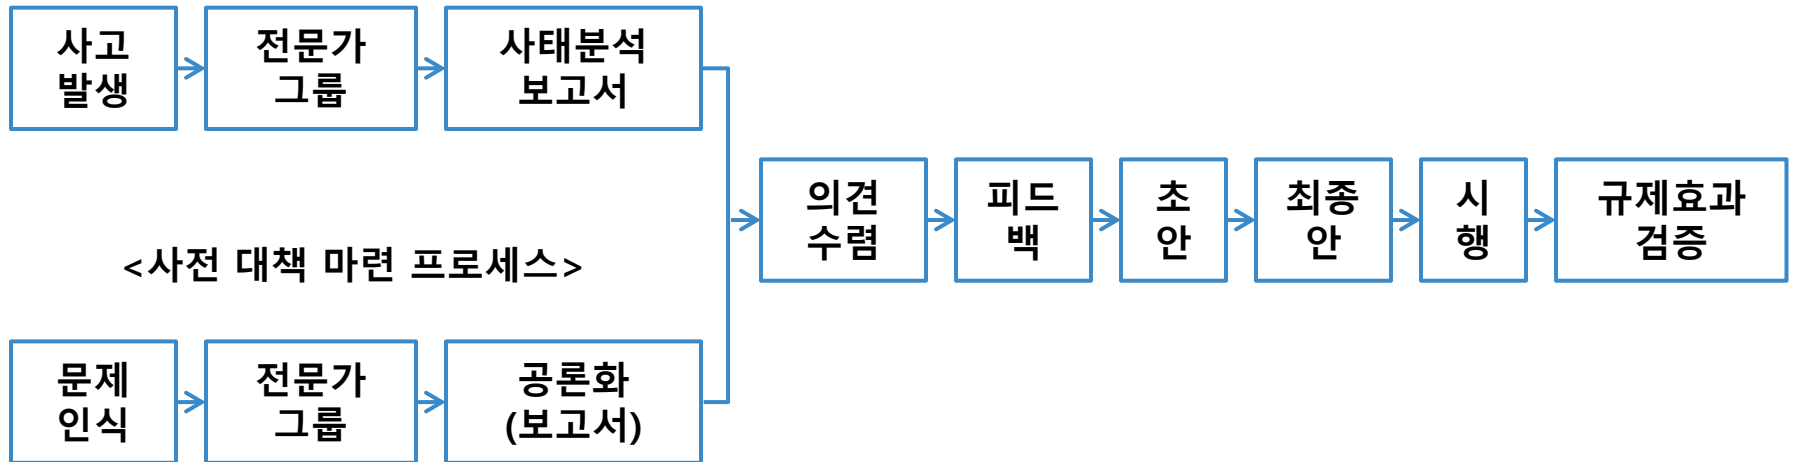 사고
발생
전문가
그룹
사태분석
보고서
의견
수렴
피드
백
초
안
최종
안
시
행
규제효과
검증
<사전 대책 마련 프로세스>
문제
인식
전문가
그룹
공론화
(보고서)